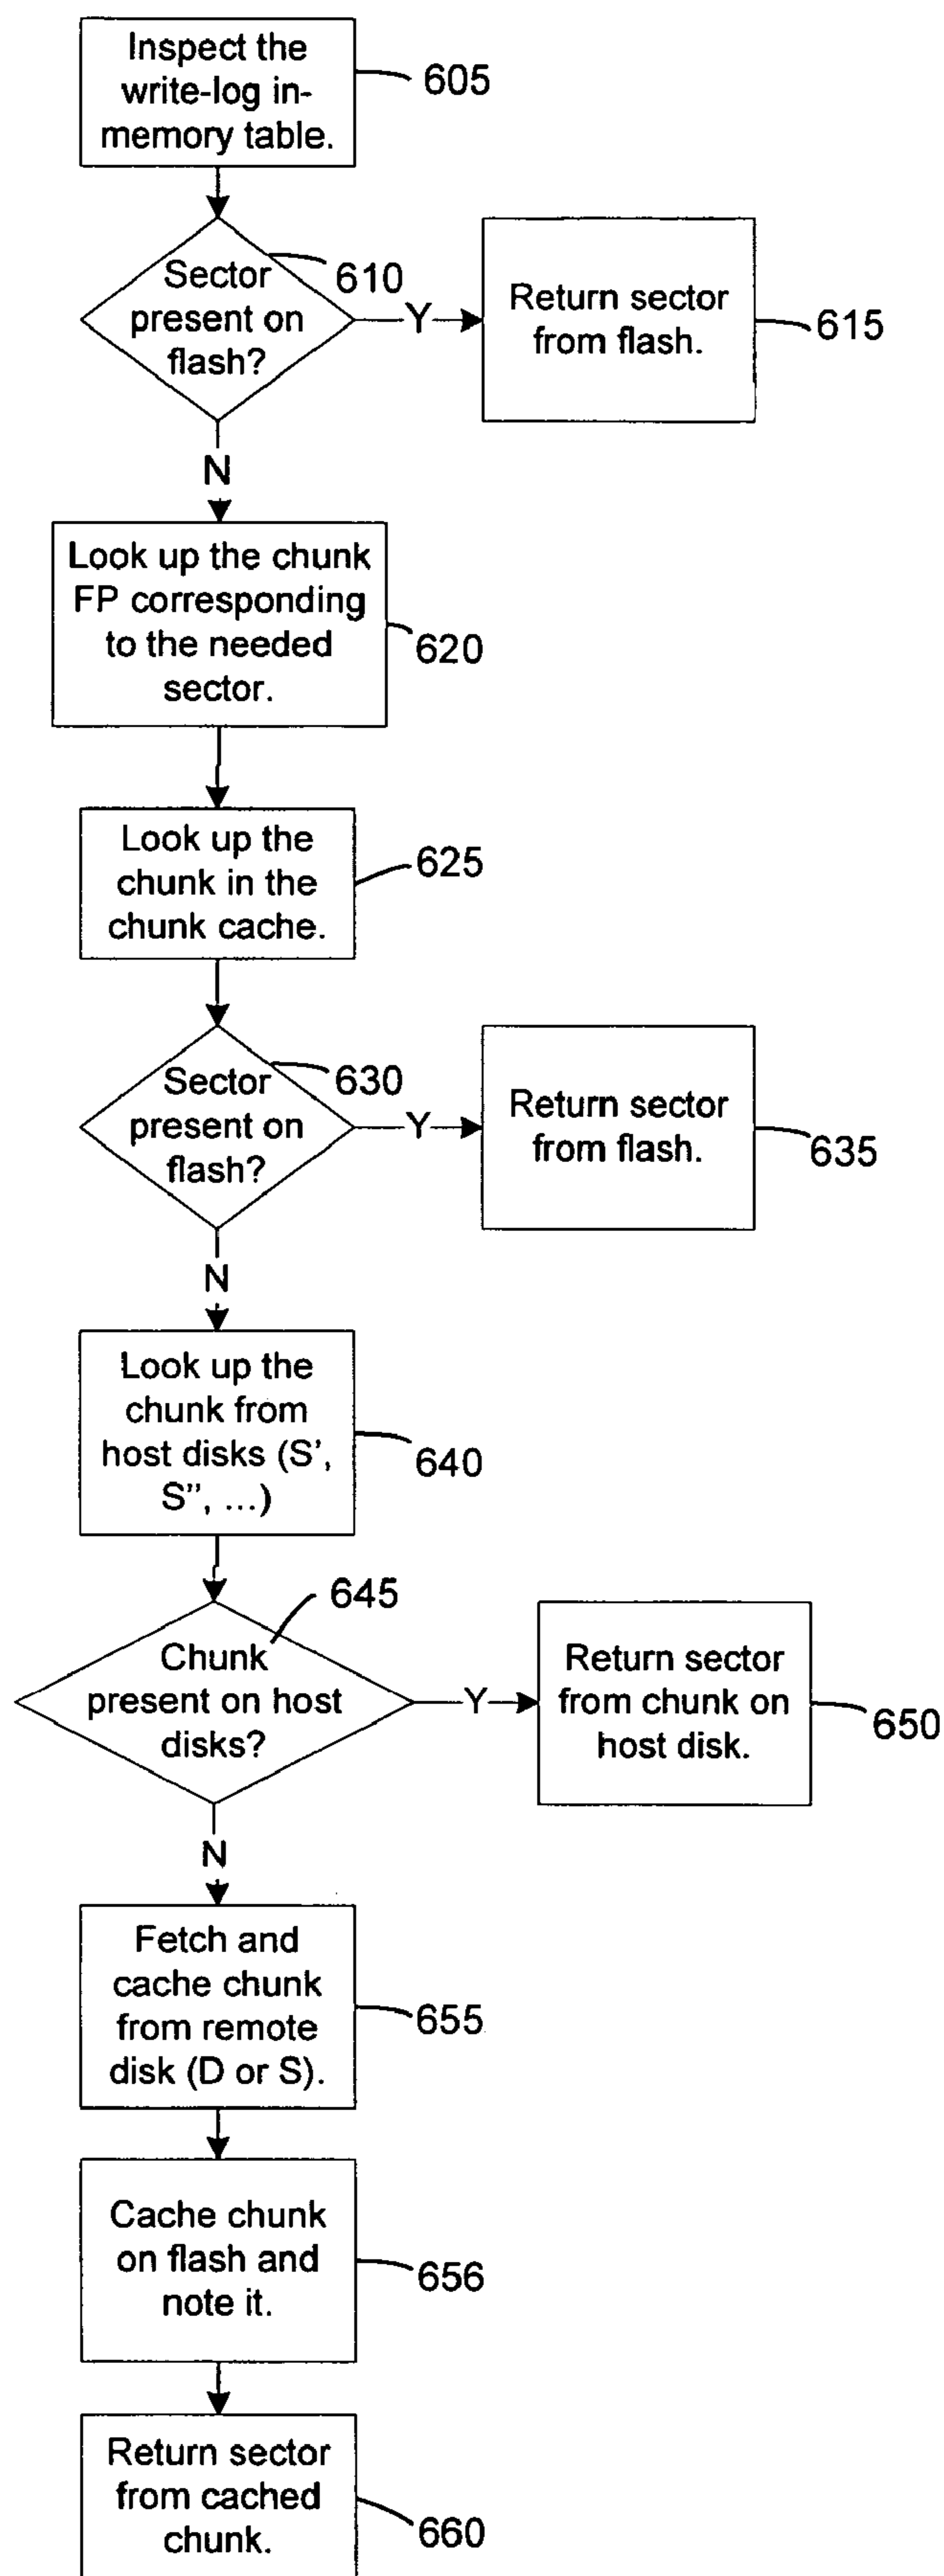 Inspect the
write-log in-
memory table.
605
Sector
present on
flash?
610
Y
Return sector
from flash.
615
N
Look up the chunk
FP corresponding
to the needed
sector.
620
Look up the
chunk in the
chunk cache.
625
Sector
present on
flash?
630
Y
Return sector
from flash.
635
N
Look up the
chunk from
host disks (S’,
S”, ...)
640
645
Chunk
present on host
disks?
Y
Return sector
from chunk on
host disk.
650
N
Fetch and
cache chunk
from remote
disk (D or S).
655
Cache chunk
on flash and
note it.
656
Return sector
from cached
chunk.
660